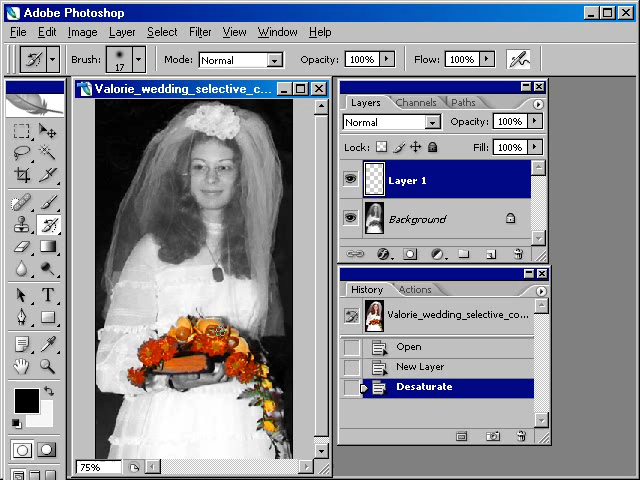 Adobe Photoshop
File Edit Image Layer Select Filter View Window Help
Brush: 17 Mode: Normal Opacity: 100% Flow: 100%
Valorie_wedding_selective_c...
75%
Layers Channels Paths
Normal Opacity: 100%
Lock: Fill: 100%
Layer 1
Background
History Actions
Valorie_wedding_selective_co...
Open
New Layer
Desaturate